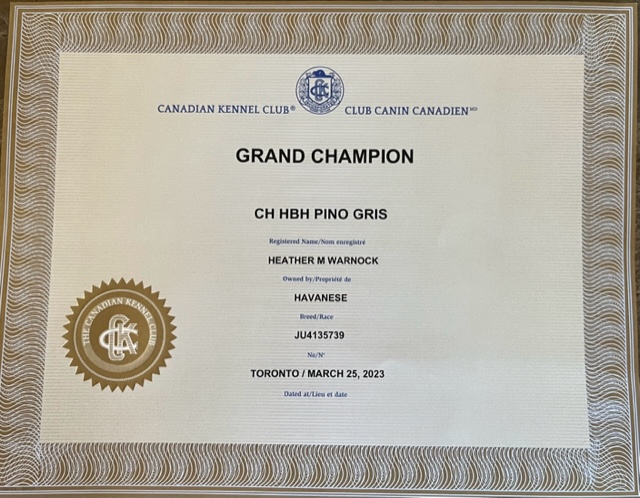 CANADIAN KENNEL CLUB® CLUB CANIN CANADIEN MD
GRAND CHAMPION
CH HBH PINO GRIS
Registered Name/Nom enregistré
HEATHER M WARNOCK
Owned by/Propriété de
HAVANESE
Breed/Race
JU4135739
No/N°
TORONTO / MARCH 25, 2023
Dated at/Lieu et date
THE CANADIAN KENNEL CLUB
CKC